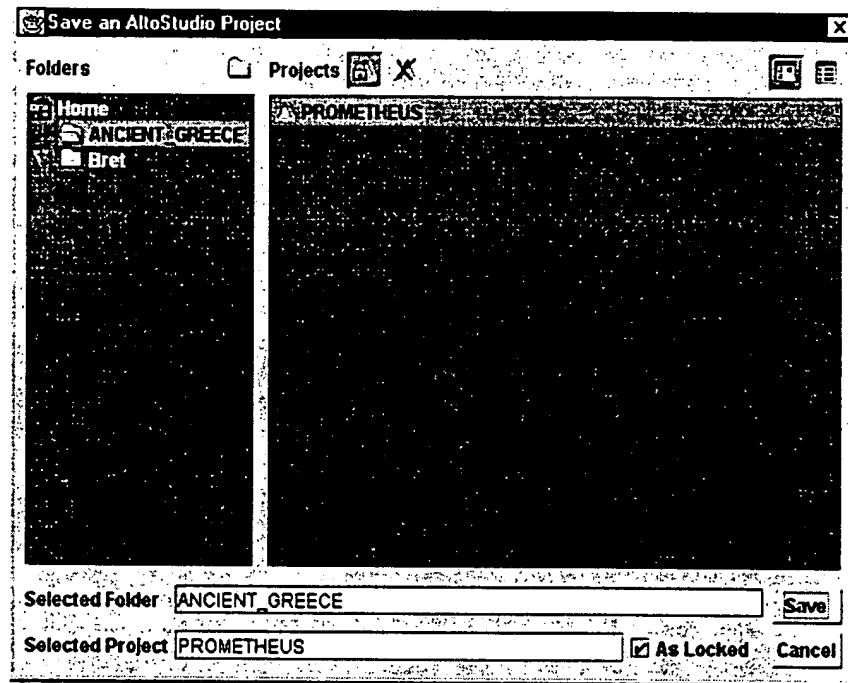 Save an AltoStudio Project
Folders
Projects
Home
ANCIENT_GREECE
Bret
PROMETHEUS
Selected Folder ANCIENT_GREECE
Save
Selected Project PROMETHEUS
As Locked
Cancel